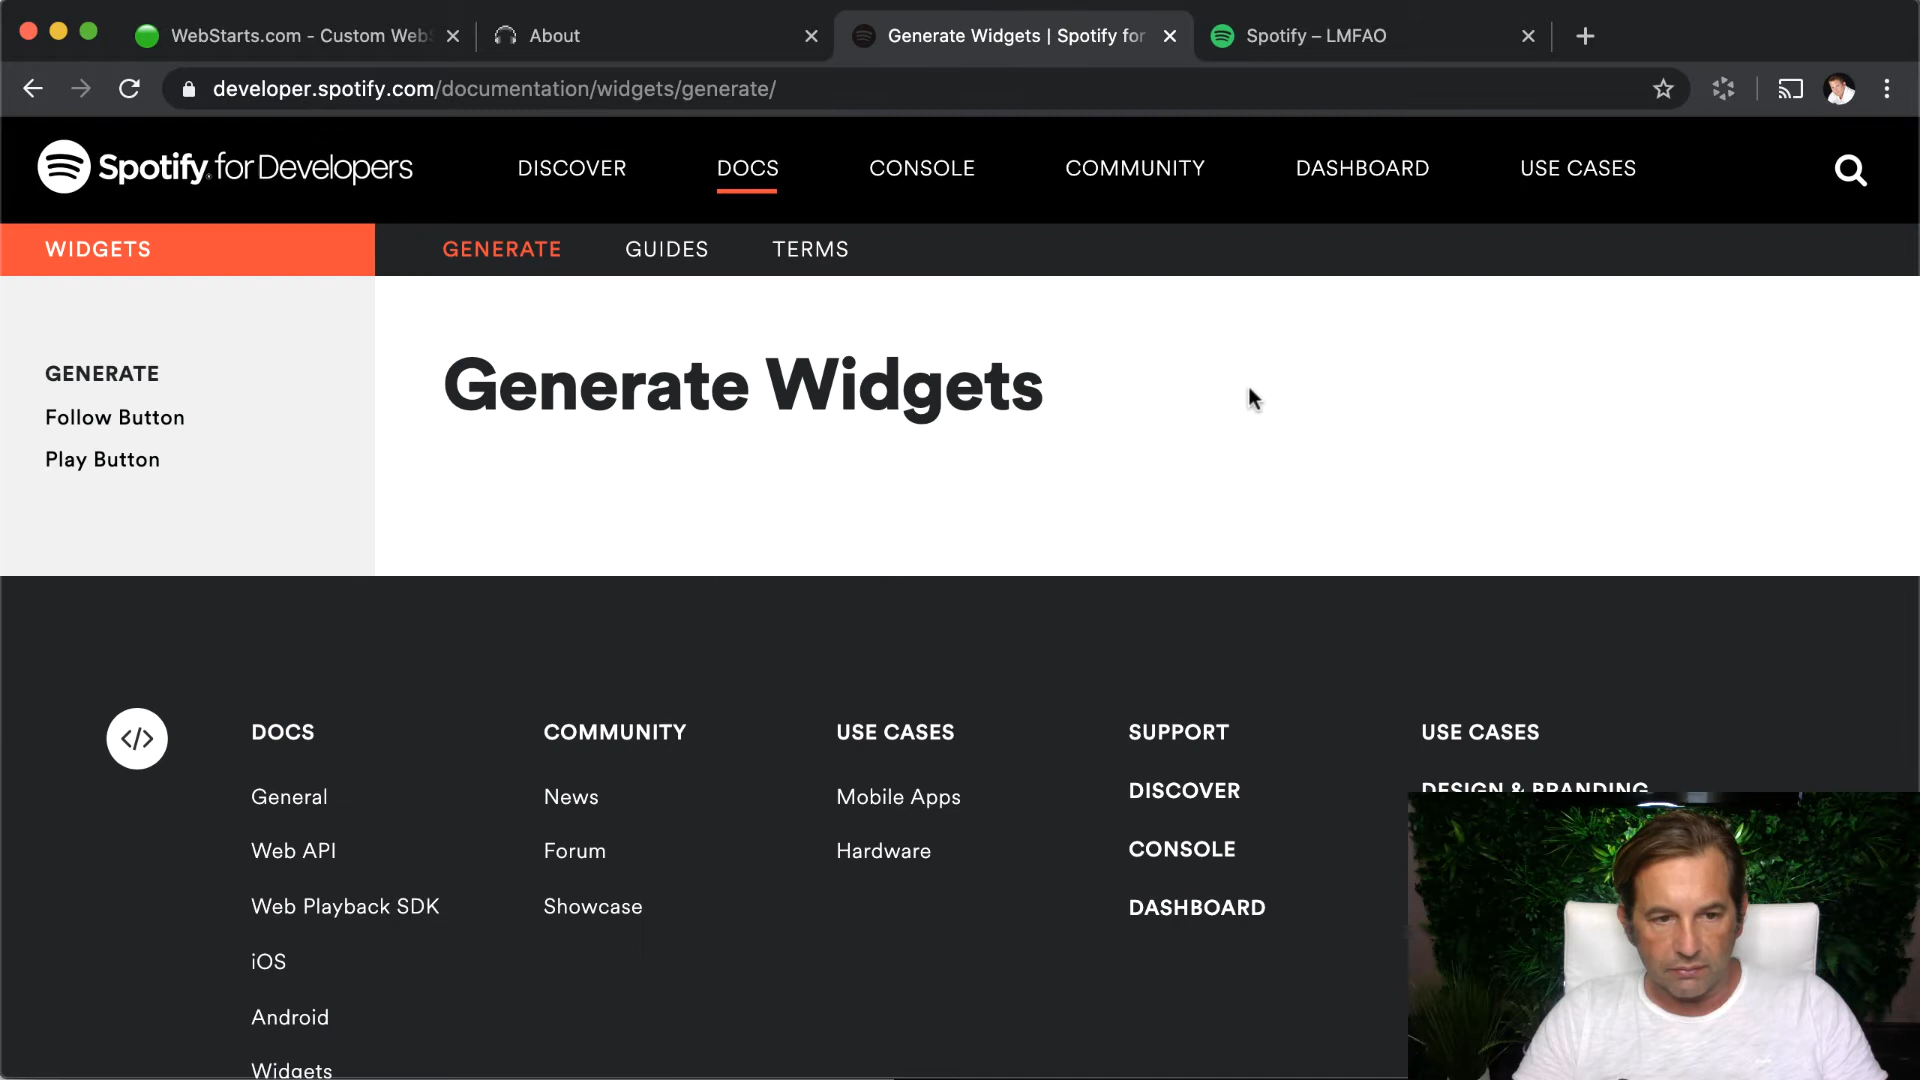 WebStarts.com - Custom Web
About
Generate Widgets | Spotify for
Spotify – LMFAO
developer.spotify.com/documentation/widgets/generate/
Spotify for Developers
DISCOVER
DOCS
CONSOLE
COMMUNITY
DASHBOARD
USE CASES
WIDGETS
GENERATE
GUIDES
TERMS
GENERATE
Follow Button
Play Button
Generate Widgets
DOCS
General
Web API
Web Playback SDK
iOS
Android
Widgets
COMMUNITY
News
Forum
Showcase
USE CASES
Mobile Apps
Hardware
SUPPORT
DISCOVER
CONSOLE
DASHBOARD
USE CASES
DESIGN & BRANDING